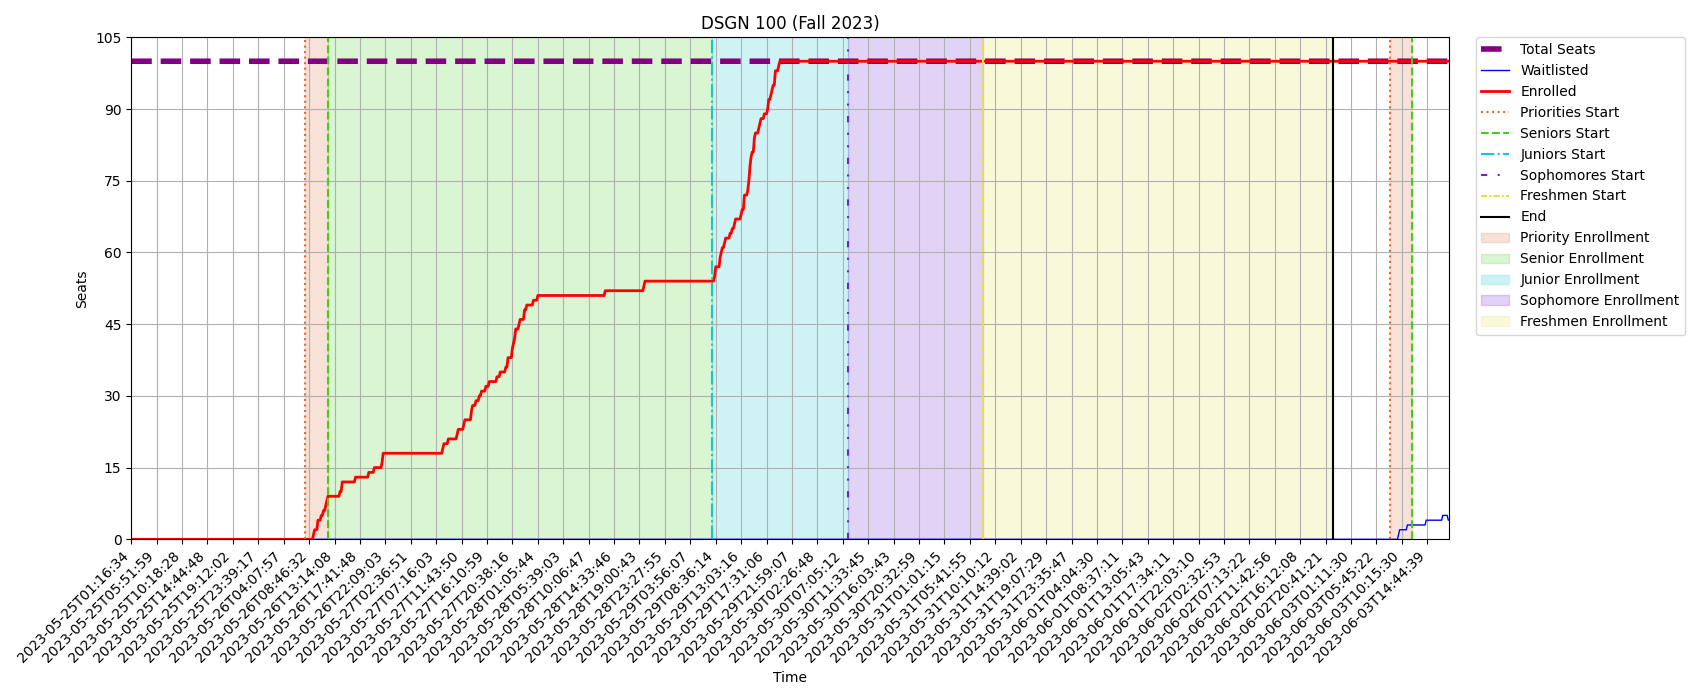 DSGN 100 (Fall 2023)
105
90
75
60
45
30
15
0
Seats
2023-05-25T01:16:34
2023-05-25T05:51:59
2023-05-25T10:18:28
2023-05-25T14:44:48
2023-05-25T19:12:02
2023-05-25T23:39:17
2023-05-26T04:07:57
2023-05-26T08:46:32
2023-05-26T13:14:08
2023-05-26T17:41:48
2023-05-26T22:09:03
2023-05-27T02:36:51
2023-05-27T07:16:03
2023-05-27T11:43:50
2023-05-27T16:10:59
2023-05-27T20:38:16
2023-05-28T01:05:44
2023-05-28T05:39:03
2023-05-28T10:06:47
2023-05-28T14:33:46
2023-05-28T19:00:43
2023-05-28T23:27:55
2023-05-29T03:56:07
2023-05-29T08:36:14
2023-05-29T13:03:16
2023-05-29T17:31:06
2023-05-29T21:59:07
2023-05-30T02:26:48
2023-05-30T07:05:12
2023-05-30T11:33:45
2023-05-30T16:03:43
2023-05-30T20:32:59
2023-05-31T01:01:15
2023-05-31T05:41:55
2023-05-31T10:10:12
2023-05-31T14:39:02
2023-05-31T19:07:29
2023-05-31T23:35:47
2023-06-01T04:04:30
2023-06-01T08:37:11
2023-06-01T13:05:43
2023-06-01T17:34:11
2023-06-01T22:03:10
2023-06-02T02:32:53
2023-06-02T07:13:22
2023-06-02T11:42:56
2023-06-02T16:12:08
2023-06-02T20:41:21
2023-06-03T01:11:30
2023-06-03T05:45:22
2023-06-03T10:15:30
2023-06-03T14:44:39
Time
Total Seats
Waitlisted
Enrolled
Priorities Start
Seniors Start
Juniors Start
Sophomores Start
Freshmen Start
End
Priority Enrollment
Senior Enrollment
Junior Enrollment
Sophomore Enrollment
Freshmen Enrollment